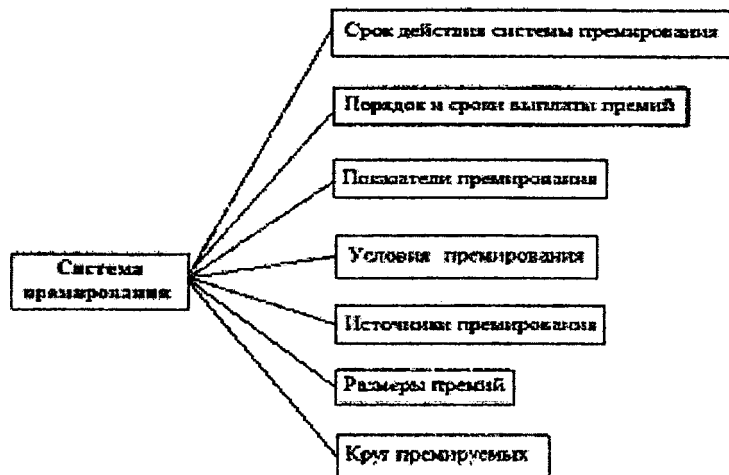 Срок действия системы премирования
Порядок и сроки выплаты премий
Показатели премирования
Условия премирования
Система
премирования
Источники премирования
Размеры премий
Круг премируемых